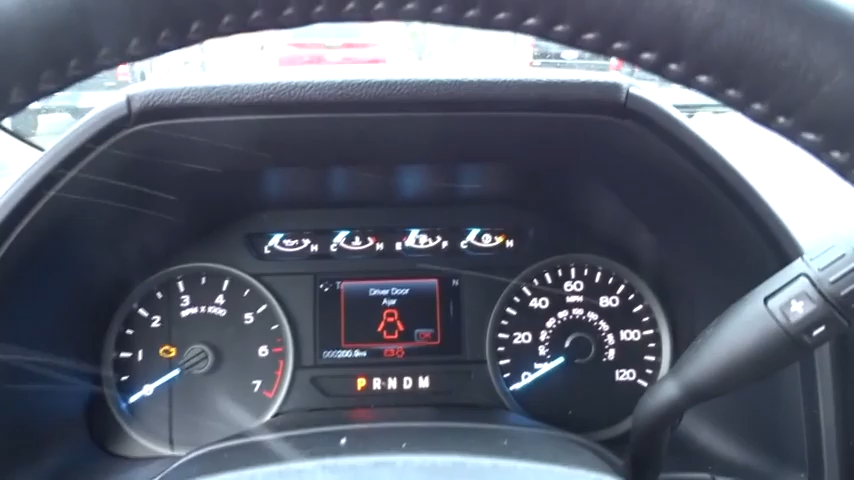 L H C H E F C H
1 2 3 4 5 6 7
RPM X 1000
Driver Door
Ajar
OK
N
P R N D M
0 20 40 60 80 100 120
MPH
+
-